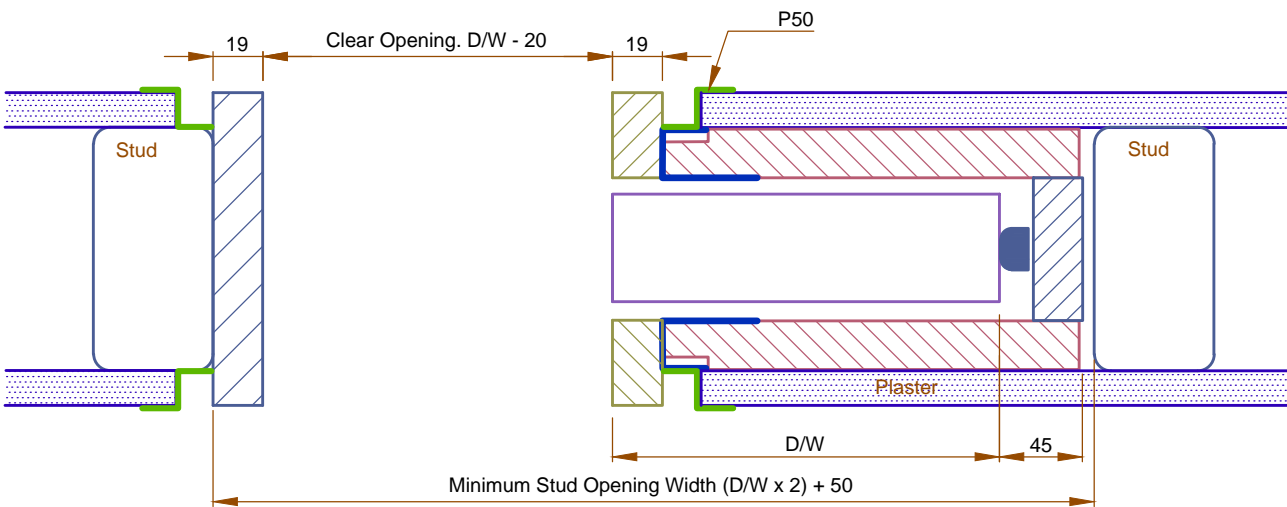 P50
19
Clear Opening. D/W - 20
19
Stud
Stud
Plaster
D/W
45
Minimum Stud Opening Width (D/W x 2) + 50